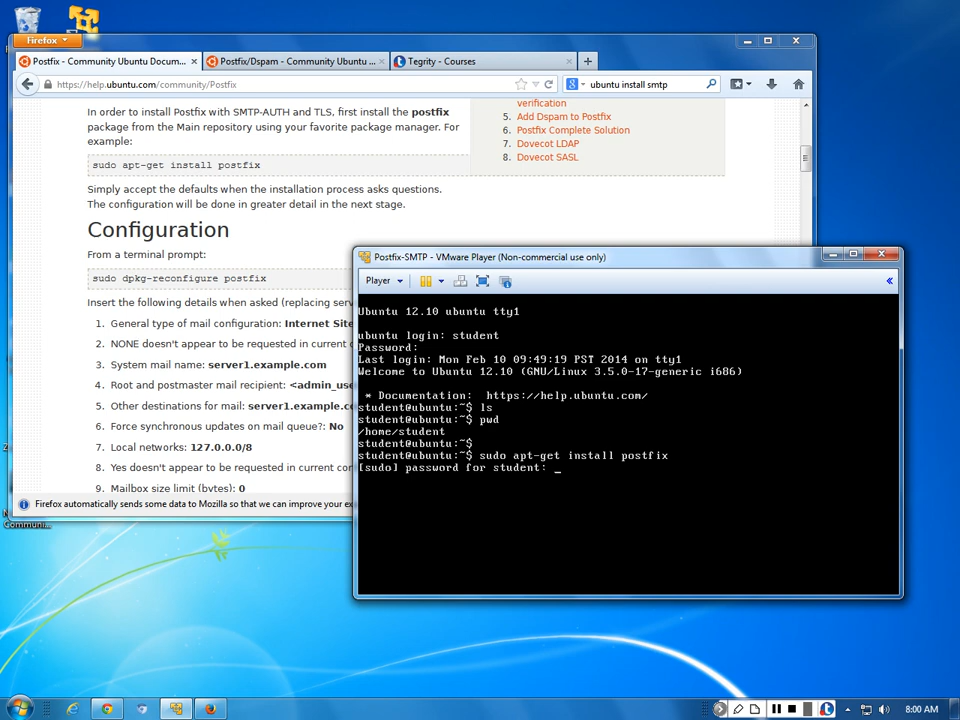 Firefox
Postfix - Community Ubuntu Docum...
Postfix/Dspam - Community Ubuntu ...
Tegrity - Courses
https://help.ubuntu.com/community/Postfix
ubuntu install smtp
In order to install Postfix with SMTP-AUTH and TLS, first install the postfix
package from the Main repository using your favorite package manager. For
example:
sudo apt-get install postfix
Simply accept the defaults when the installation process asks questions.
The configuration will be done in greater detail in the next stage.
verification
5. Add Dspam to Postfix
6. Postfix Complete Solution
7. Dovecot LDAP
8. Dovecot SASL
Configuration
From a terminal prompt:
sudo dpkg-reconfigure postfix
Insert the following details when asked (replacing serv
1. General type of mail configuration: Internet Site
2. NONE doesn't appear to be requested in current c
3. System mail name: server1.example.com
4. Root and postmaster mail recipient: <admin_use
5. Other destinations for mail: server1.example.co
6. Force synchronous updates on mail queue?: No
7. Local networks: 127.0.0.0/8
8. Yes doesn't appear to be requested in current con
9. Mailbox size limit (bytes): 0
Firefox automatically sends some data to Mozilla so that we can improve your ex
Communi...
Postfix-SMTP - VMware Player (Non-commercial use only)
Player
Ubuntu 12.10 ubuntu tty1
ubuntu login: student
Password:
Last login: Mon Feb 10 09:49:19 PST 2014 on tty1
Welcome to Ubuntu 12.10 (GNU/Linux 3.5.0-17-generic i686)
* Documentation: https://help.ubuntu.com/
student@ubuntu:~$ ls
student@ubuntu:~$ pwd
/home/student
student@ubuntu:~$
student@ubuntu:~$ sudo apt-get install postfix
[sudo] password for student: _
8:00 AM